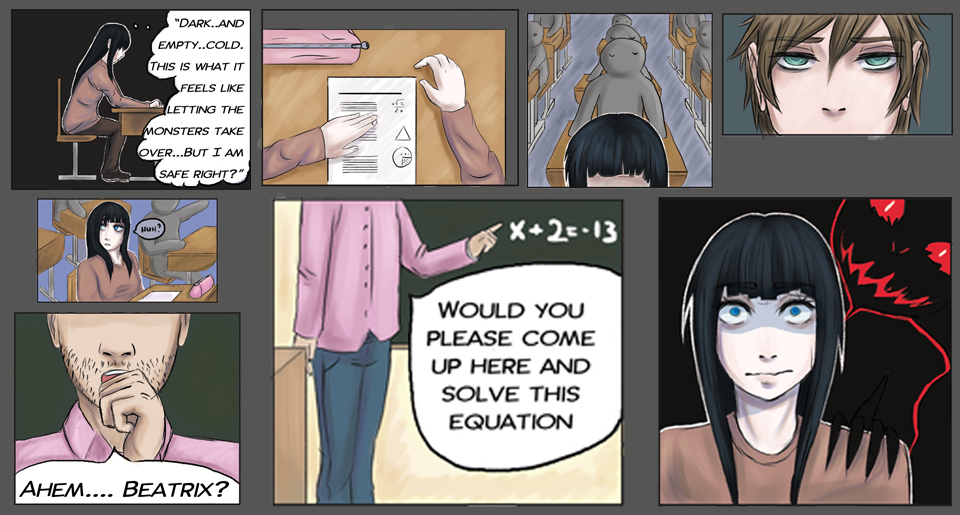 "Dark..and
empty..cold.
This is what it
feels like
letting the
monsters take
over...But I am
safe right?"
Huh?
Ahem.... Beatrix?
x+2=-13
Would you
please come
up here and
solve this
equation